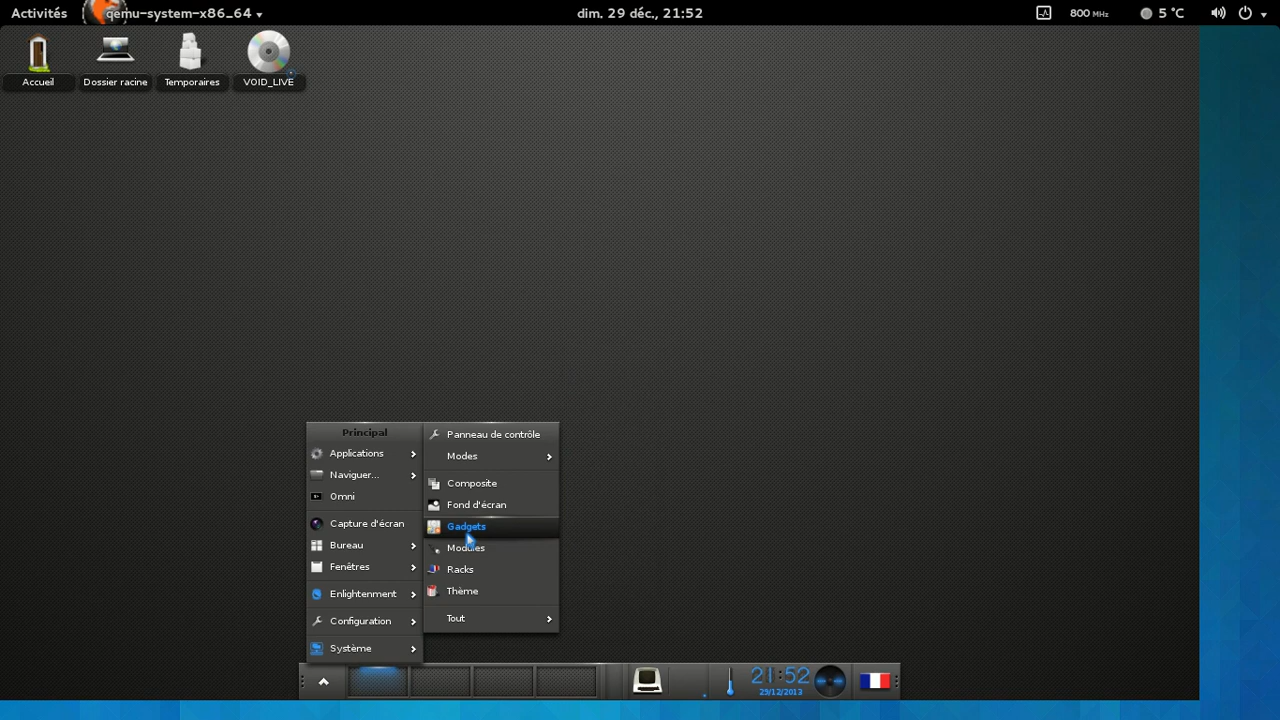 Activités qemu-system-x86_64 dim. 29 déc., 21:52 800 MHz 5 °C
Accueil Dossier racine Temporaires VOID_LIVE
Principal
Applications
Naviguer...
Omni
Capture d'écran
Bureau
Fenêtres
Enlightenment
Configuration
Système
Panneau de contrôle
Modes
Composite
Fond d'écran
Gadgets
Modules
Racks
Thème
Tout
21:52
29/12/2013